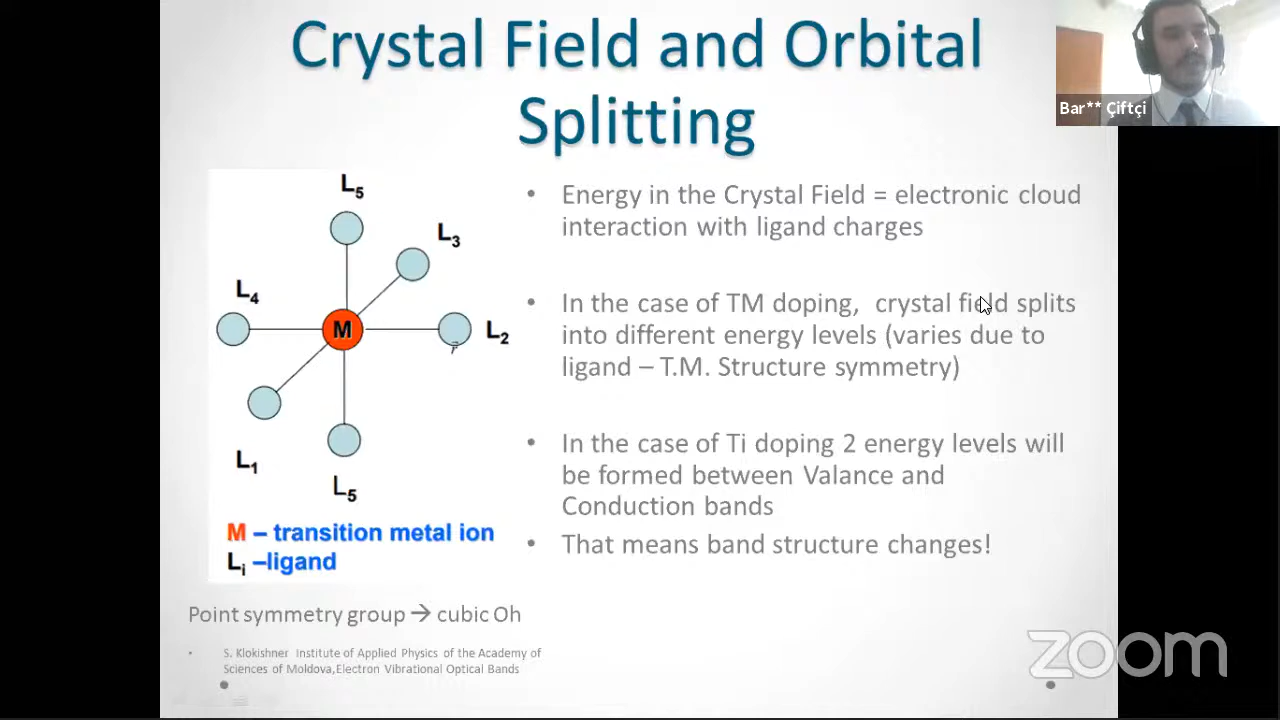 Crystal Field and Orbital
Splitting
Bar** Çiftçi
L5
L3
L4
L2
M
L1
L5
M – transition metal ion
Li –ligand
• Energy in the Crystal Field = electronic cloud
interaction with ligand charges
• In the case of TM doping, crystal field splits
into different energy levels (varies due to
ligand – T.M. Structure symmetry)
• In the case of Ti doping 2 energy levels will
be formed between Valance and
Conduction bands
• That means band structure changes!
Point symmetry group → cubic Oh
• S. Klokishner Institute of Applied Physics of the Academy of
Sciences of Moldova,Electron Vibrational Optical Bands
zoom